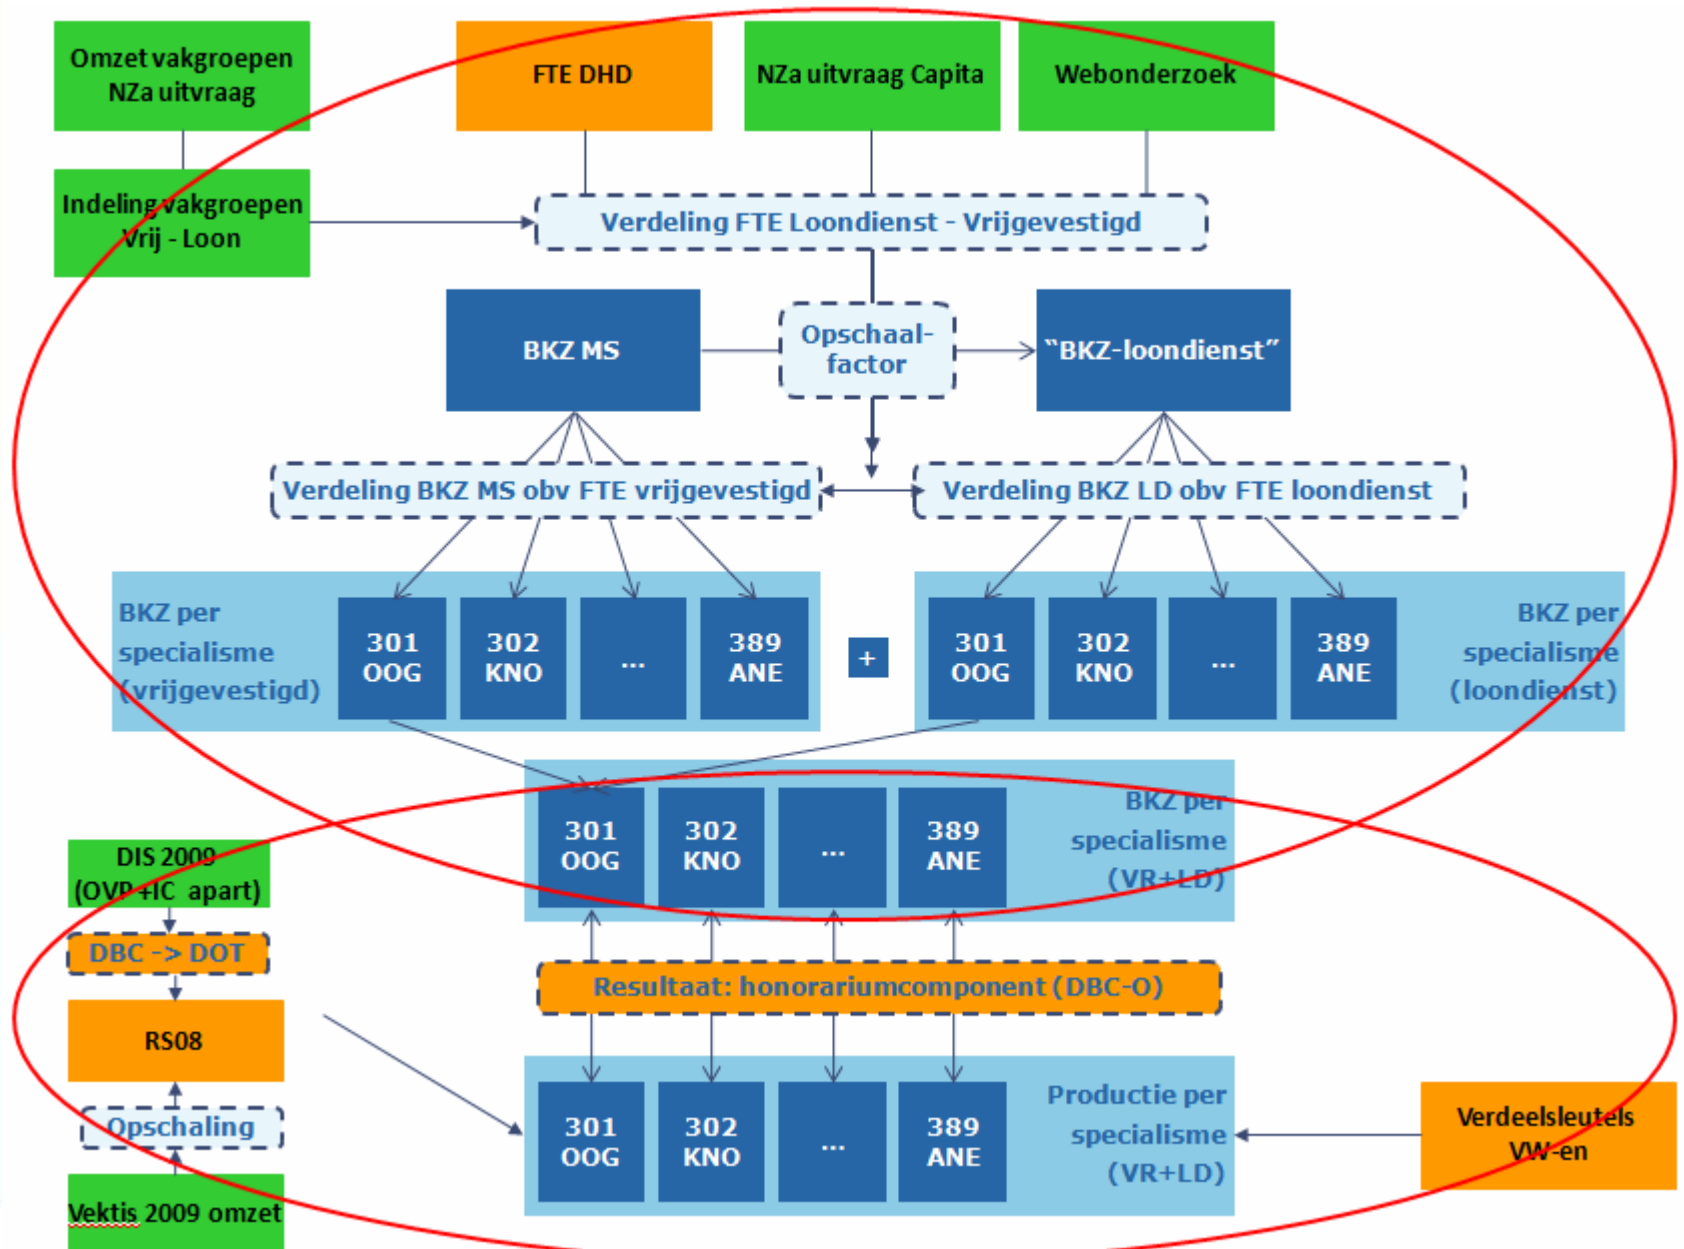 Omzet vakgroepen
NZa uitvraag
FTE DHD
NZa uitvraag Capita
Webonderzoek
Indeling vakgroepen
Vrij - Loon
Verdeling FTE Loondienst - Vrijgevestigd
BKZ MS
Opschaal-
factor
“BKZ-loondienst”
Verdeling BKZ MS obv FTE vrijgevestigd
Verdeling BKZ LD obv FTE loondienst
BKZ per
specialisme
(vrijgevestigd)
301
OOG
302
KNO
...
389
ANE
+
301
OOG
302
KNO
...
389
ANE
BKZ per
specialisme
(loondienst)
301
OOG
302
KNO
...
389
ANE
BKZ per
specialisme
(VR+LD)
DIS 2009
(OVP+IC apart)
DBC -> DOT
Resultaat: honorariumcomponent (DBC-O)
RS08
Opschaling
Vektis 2009 omzet
301
OOG
302
KNO
...
389
ANE
Productie per
specialisme
(VR+LD)
Verdeelsleutels
VW-en